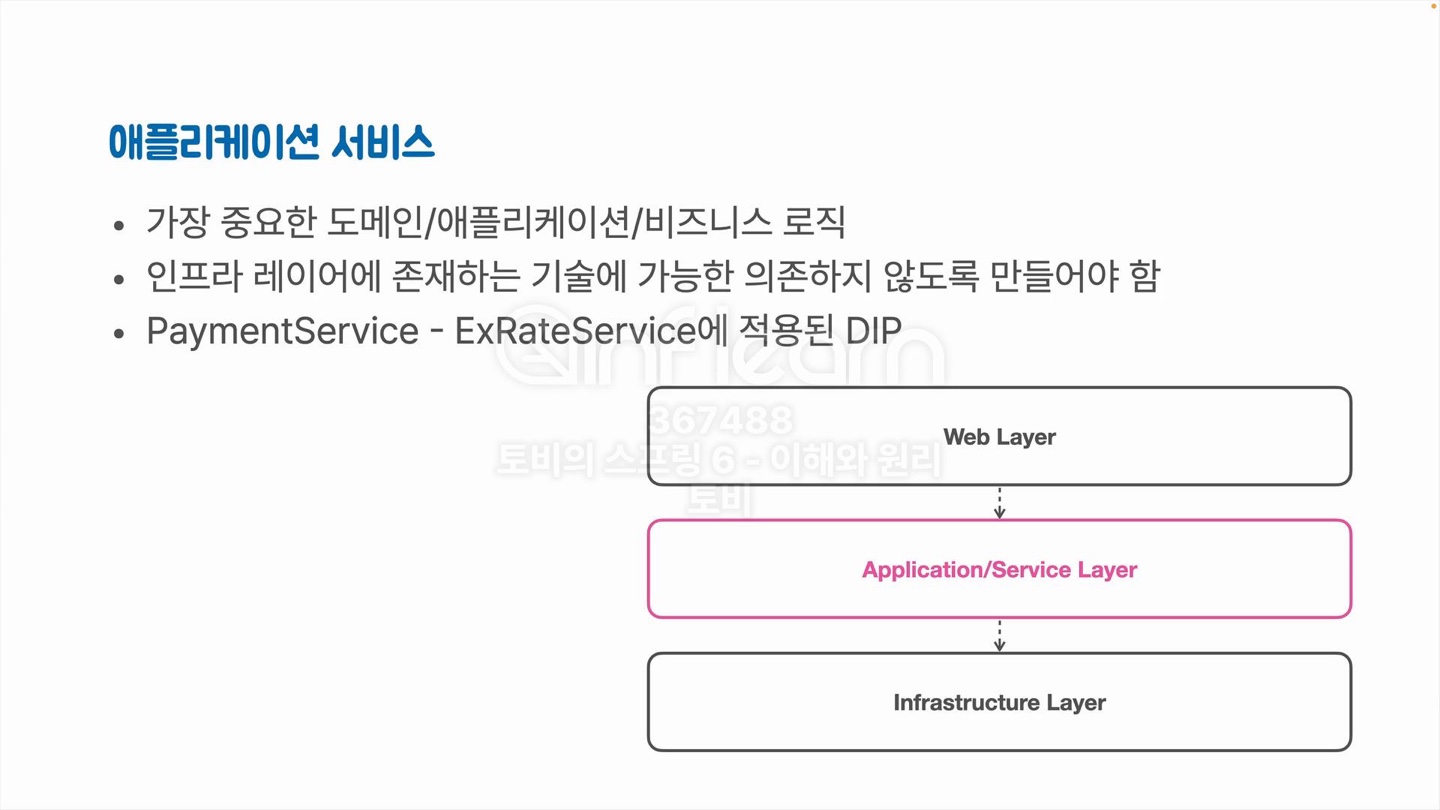 애플리케이션 서비스
• 가장 중요한 도메인/애플리케이션/비즈니스 로직
• 인프라 레이어에 존재하는 기술에 가능한 의존하지 않도록 만들어야 함
• PaymentService - ExRateService에 적용된 DIP
inflearn
367488
토비의 스프링 6 - 이해와 원리
토비
Web Layer
Application/Service Layer
Infrastructure Layer